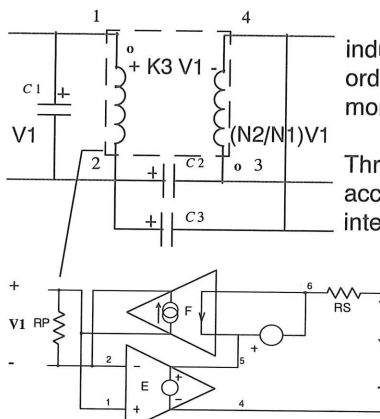 1 4
o
+ K3 V1 -
C1 +
V1
(N2/N1)V1
2
C2
o 3
+
C3
+
indu
ord
mor
Thr
acc
inte
+
V1
RP
-
F
6
RS
+
5
2
-
+
E
-
1
+
4